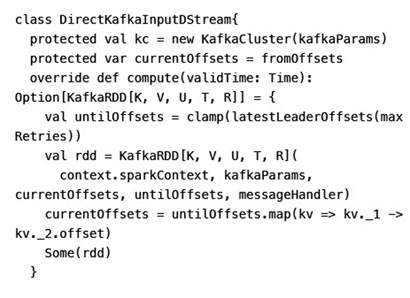 class DirectKafkaInputDStream{
  protected val kc = new KafkaCluster(kafkaParams)
  protected var currentOffsets = fromOffsets
  override def compute(validTime: Time):
Option[KafkaRDD[K, V, U, T, R]] = {
    val untilOffsets = clamp(latestLeaderOffsets(max
Retries))
    val rdd = KafkaRDD[K, V, U, T, R](
      context.sparkContext, kafkaParams,
currentOffsets, untilOffsets, messageHandler)
    currentOffsets = untilOffsets.map(kv => kv._1 ->
kv._2.offset)
    Some(rdd)
  }